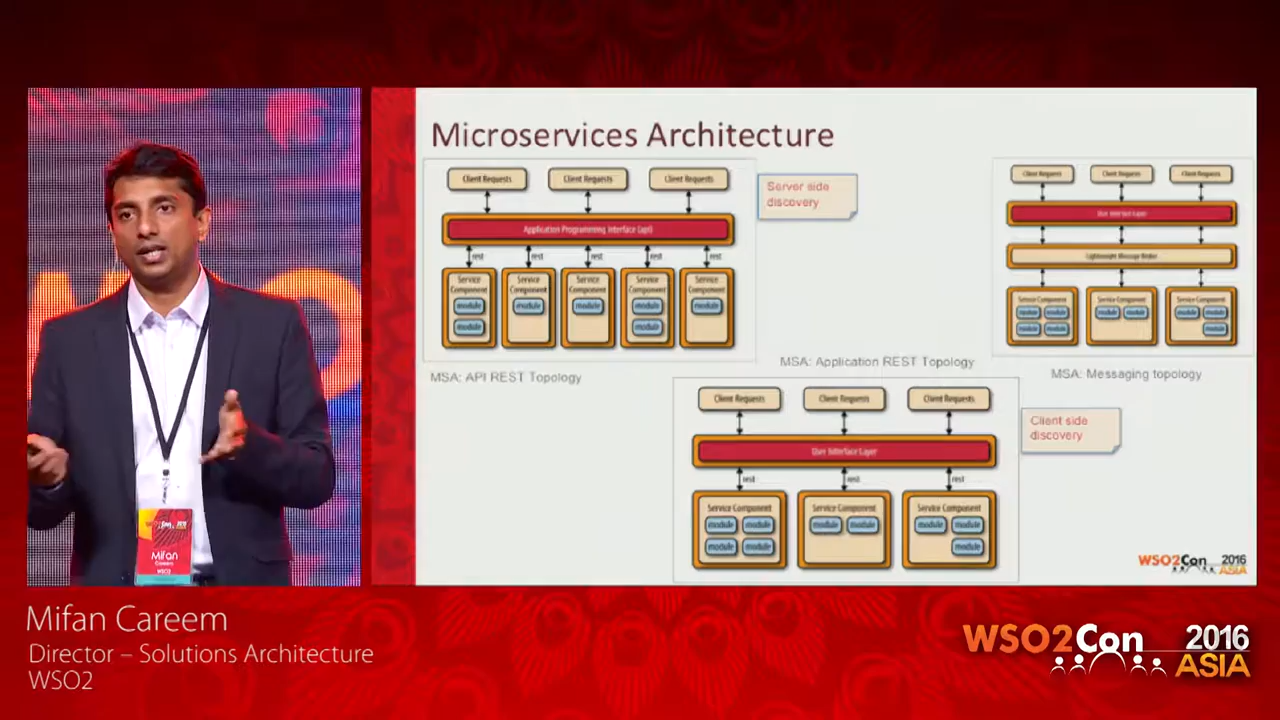 Microservices Architecture
Client Requests
Client Requests
Client Requests
Application Programming Interface (api)
rest
rest
rest
rest
rest
Service Component
module
module
Service Component
module
Service Component
module
Service Component
module
module
Service Component
module
MSA: API REST Topology
Server side
discovery
Client Requests
Client Requests
Client Requests
User Interface Layer
Lightweight Message Broker
Service Component
module
module
module
module
Service Component
module
module
Service Component
module
module
module
MSA: Messaging topology
MSA: Application REST Topology
Client Requests
Client Requests
Client Requests
User Interface Layer
rest
rest
rest
Service Component
module
module
module
module
Service Component
module
module
Service Component
module
module
module
Client side
discovery
WSO2Con 2016
ASIA
Mifan
Careem
WSO2
Mifan Careem
Director – Solutions Architecture
WSO2
WSO2Con 2016
ASIA